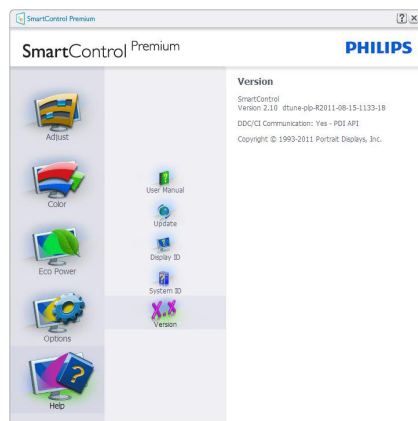 SmartControl Premium
SmartControl Premium
PHILIPS
Adjust
Color
Eco Power
Options
Help
User Manual
Update
Display ID
System ID
X.X
Version
Version
SmartControl
Version 2.10 dtune-plp-R2011-08-15-1133-18
DDC/CI Communication: Yes - PDI API
Copyright © 1993-2011 Portrait Displays, Inc.